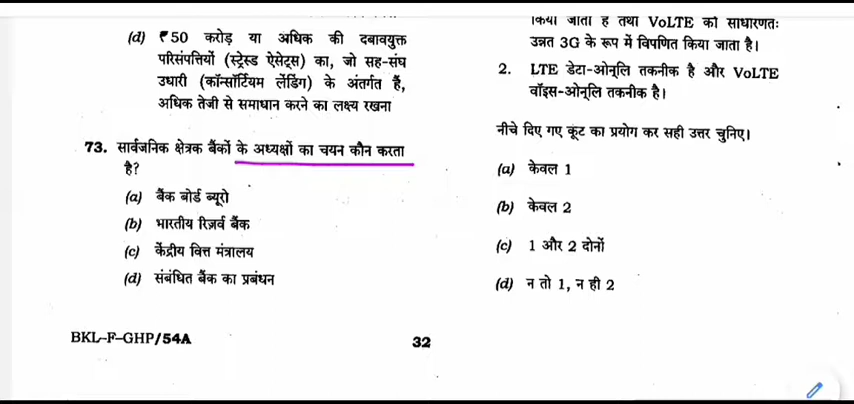 (d) ₹50 करोड़ या अधिक की दबावयुक्त
परिसंपत्तियों (स्ट्रेस्ड ऐसेट्स) का, जो सह-संघ
उधारी (कॉन्सॉर्टियम लेंडिंग) के अंतर्गत हैं,
अधिक तेजी से समाधान करने का लक्ष्य रखना
73. सार्वजनिक क्षेत्रक बैंकों के अध्यक्षों का चयन कौन करता
है?
(a) बैंक बोर्ड ब्यूरो
(b) भारतीय रिज़र्व बैंक
(c) केंद्रीय वित्त मंत्रालय
(d) संबंधित बैंक का प्रबंधन
BKL-F-GHP/54A
किया जाता है तथा VoLTE को साधारणतः
उन्नत 3G के रूप में विपणित किया जाता है।
2. LTE डेटा-ओन्लि तकनीक है और VoLTE
वॉइस-ओन्लि तकनीक है।
नीचे दिए गए कूट का प्रयोग कर सही उत्तर चुनिए।
(a) केवल 1
(b) केवल 2
(c) 1 और 2 दोनों
(d) न तो 1, न ही 2
32